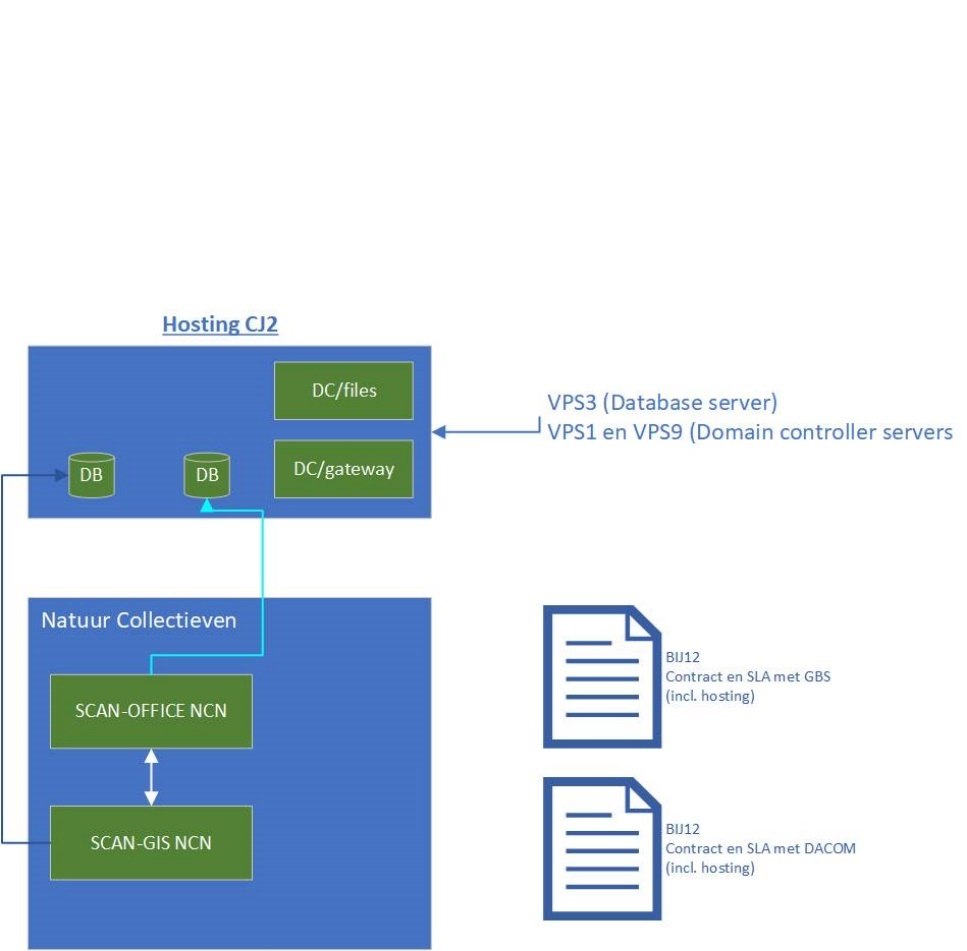 Hosting CJ2
DC/files
VPS3 (Database server)
VPS1 en VPS9 (Domain controller servers
DB
DB
DC/gateway
Natuur Collectieven
SCAN-OFFICE NCN
SCAN-GIS NCN
BIJ12
Contract en SLA met GBS
(incl. hosting)
BIJ12
Contract en SLA met DACOM
(incl. hosting)